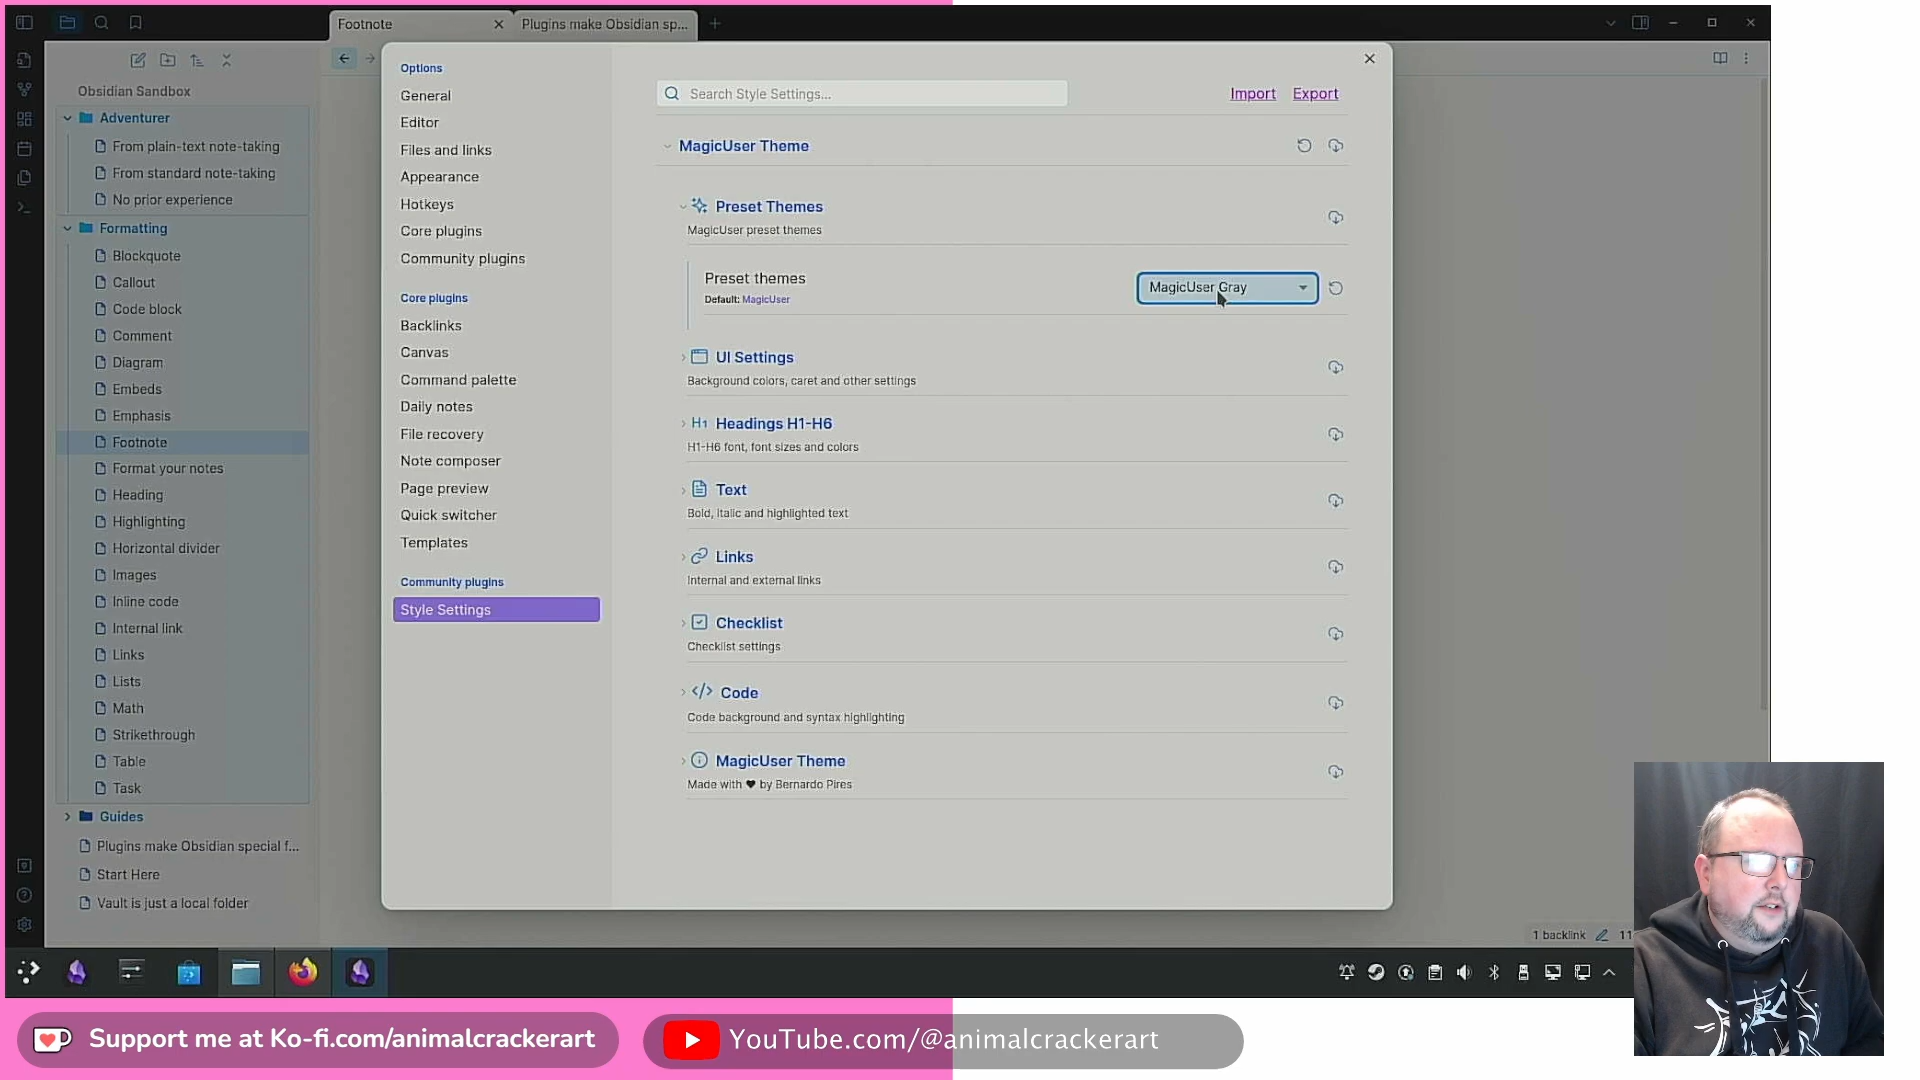 Footnote
Plugins make Obsidian sp...
Obsidian Sandbox
Adventurer
From plain-text note-taking
From standard note-taking
No prior experience
Formatting
Blockquote
Callout
Code block
Comment
Diagram
Embeds
Emphasis
Footnote
Format your notes
Heading
Highlighting
Horizontal divider
Images
Inline code
Internal link
Links
Lists
Math
Strikethrough
Table
Task
Guides
Plugins make Obsidian special f...
Start Here
Vault is just a local folder
Options
General
Editor
Files and links
Appearance
Hotkeys
Core plugins
Community plugins
Core plugins
Backlinks
Canvas
Command palette
Daily notes
File recovery
Note composer
Page preview
Quick switcher
Templates
Community plugins
Style Settings
Search Style Settings...
Import
Export
MagicUser Theme
Preset Themes
MagicUser preset themes
Preset themes
Default: MagicUser
MagicUser Gray
UI Settings
Background colors, caret and other settings
H1 Headings H1-H6
H1-H6 font, font sizes and colors
Text
Bold, Italic and highlighted text
Links
Internal and external links
Checklist
Checklist settings
</> Code
Code background and syntax highlighting
MagicUser Theme
Made with ♥ by Bernardo Pires
1 backlink
11
Support me at Ko-fi.com/animalcrackerart
YouTube.com/@animalcrackerart